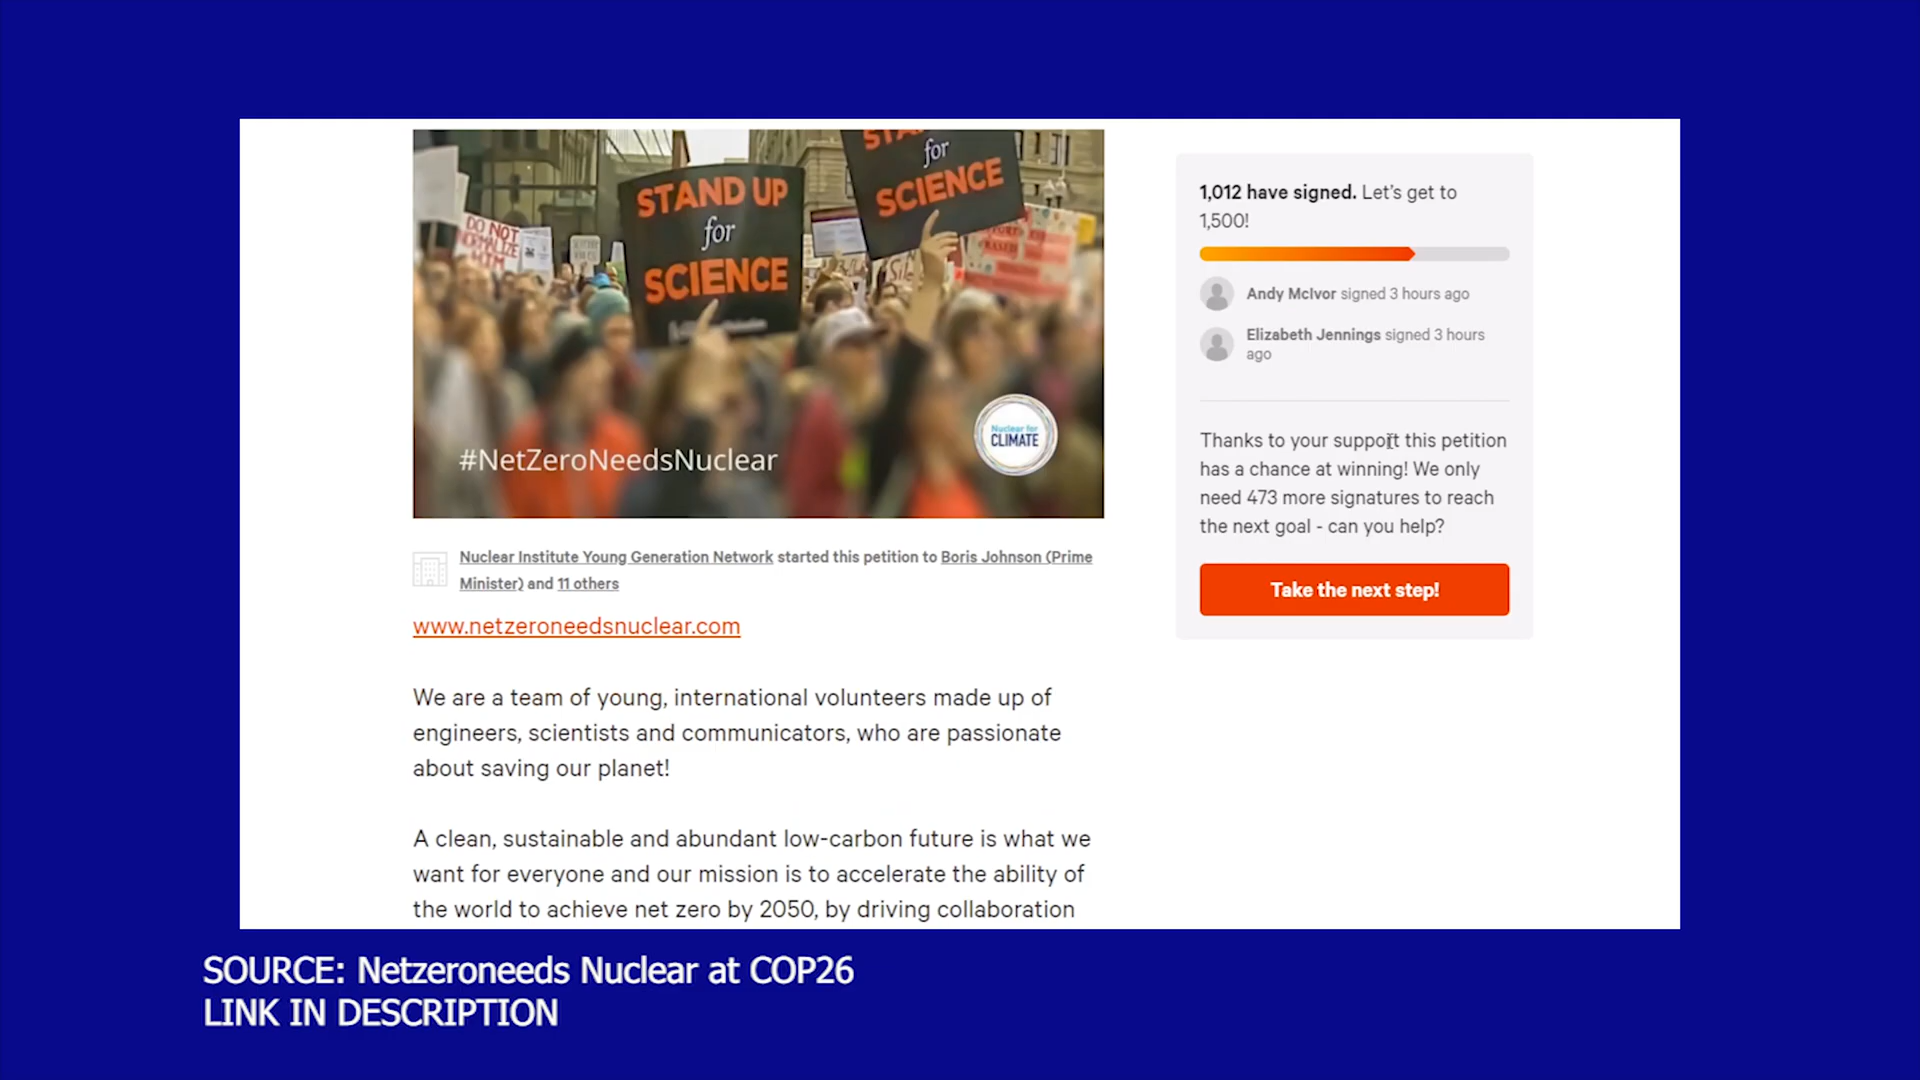 STAND UP
for
SCIENCE
for
SCIENCE
DO NOT
NORMALIZE
HIM
#NetZeroNeedsNuclear
Nuclear for
CLIMATE
Nuclear Institute Young Generation Network started this petition to Boris Johnson (Prime
Minister) and 11 others
www.netzeroneedsnuclear.com
We are a team of young, international volunteers made up of
engineers, scientists and communicators, who are passionate
about saving our planet!
A clean, sustainable and abundant low-carbon future is what we
want for everyone and our mission is to accelerate the ability of
the world to achieve net zero by 2050, by driving collaboration
1,012 have signed. Let's get to
1,500!
Andy McIvor signed 3 hours ago
Elizabeth Jennings signed 3 hours
ago
Thanks to your support this petition
has a chance at winning! We only
need 473 more signatures to reach
the next goal - can you help?
Take the next step!
SOURCE: Netzeroneeds Nuclear at COP26
LINK IN DESCRIPTION